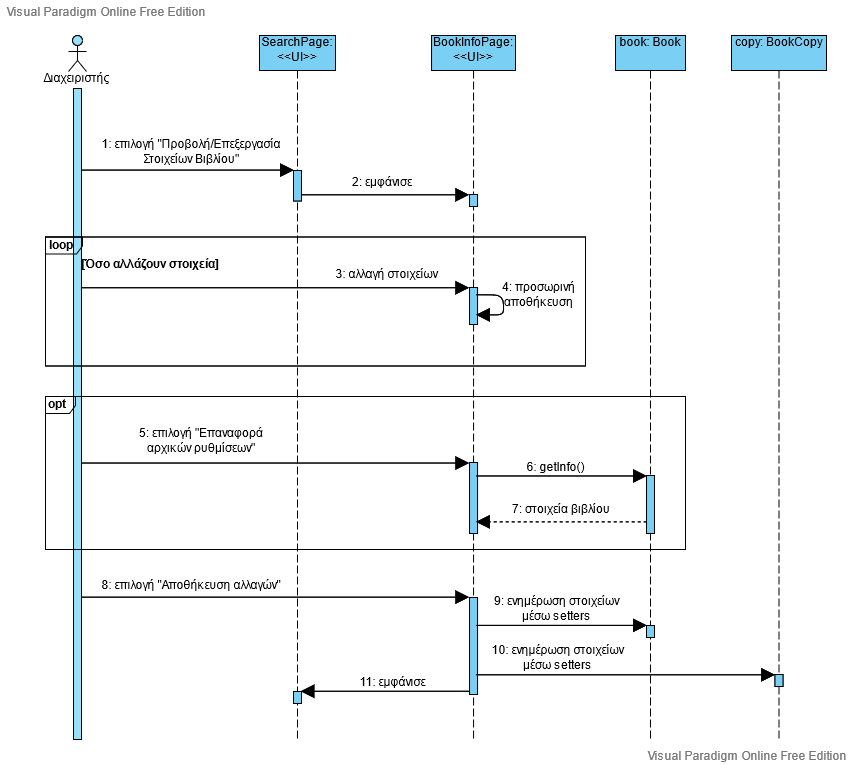 Visual Paradigm Online Free Edition
SearchPage:
<<UI>>
BookInfoPage:
<<UI>>
book: Book
copy: BookCopy
Διαχειριστής
1: επιλογή "Προβολή/Επεξεργασία
Στοιχείων Βιβλίου"
2: εμφάνισε
loop
[Όσο αλλάζουν στοιχεία]
3: αλλαγή στοιχείων
4: προσωρινή
αποθήκευση
opt
5: επιλογή "Επαναφορά
αρχικών ρυθμίσεων"
6: getInfo()
7: στοιχεία βιβλίου
8: επιλογή "Αποθήκευση αλλαγών"
9: ενημέρωση στοιχείων
μέσω setters
10: ενημέρωση στοιχείων
μέσω setters
11: εμφάνισε
Visual Paradigm Online Free Edition